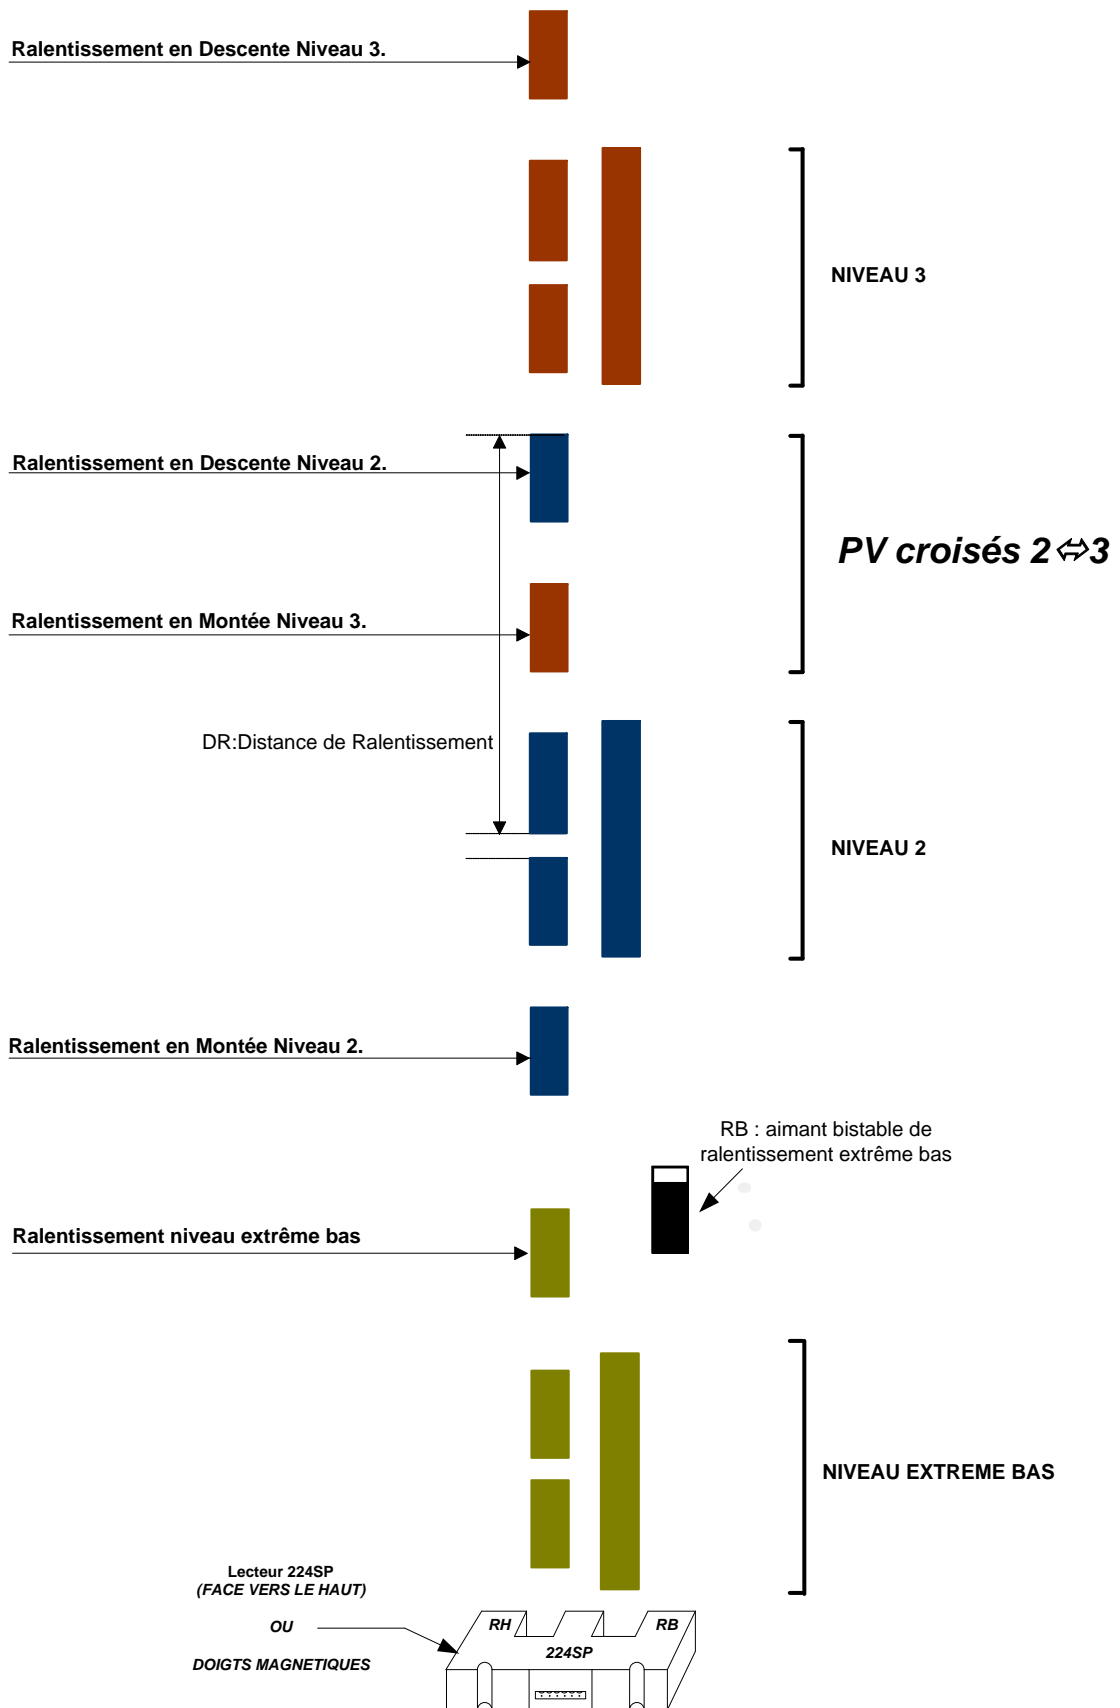 Ralentissement en Descente Niveau 3.
NIVEAU 3
Ralentissement en Descente Niveau 2.
PV croisés 2⬄3
Ralentissement en Montée Niveau 3.
DR:Distance de Ralentissement
NIVEAU 2
Ralentissement en Montée Niveau 2.
RB : aimant bistable de
ralentissement extrême bas
Ralentissement niveau extrême bas
NIVEAU EXTREME BAS
Lecteur 224SP
(FACE VERS LE HAUT)
OU
DOIGTS MAGNETIQUES
RH
RB
224SP